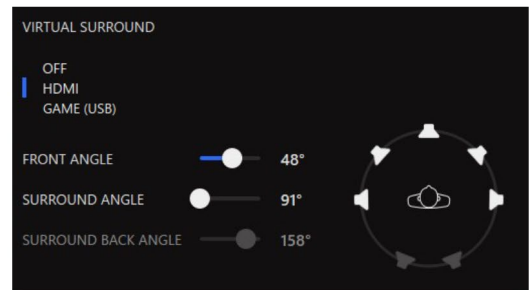 VIRTUAL SURROUND
OFF
HDMI
GAME (USB)
FRONT ANGLE 48°
SURROUND ANGLE 91°
SURROUND BACK ANGLE 158°